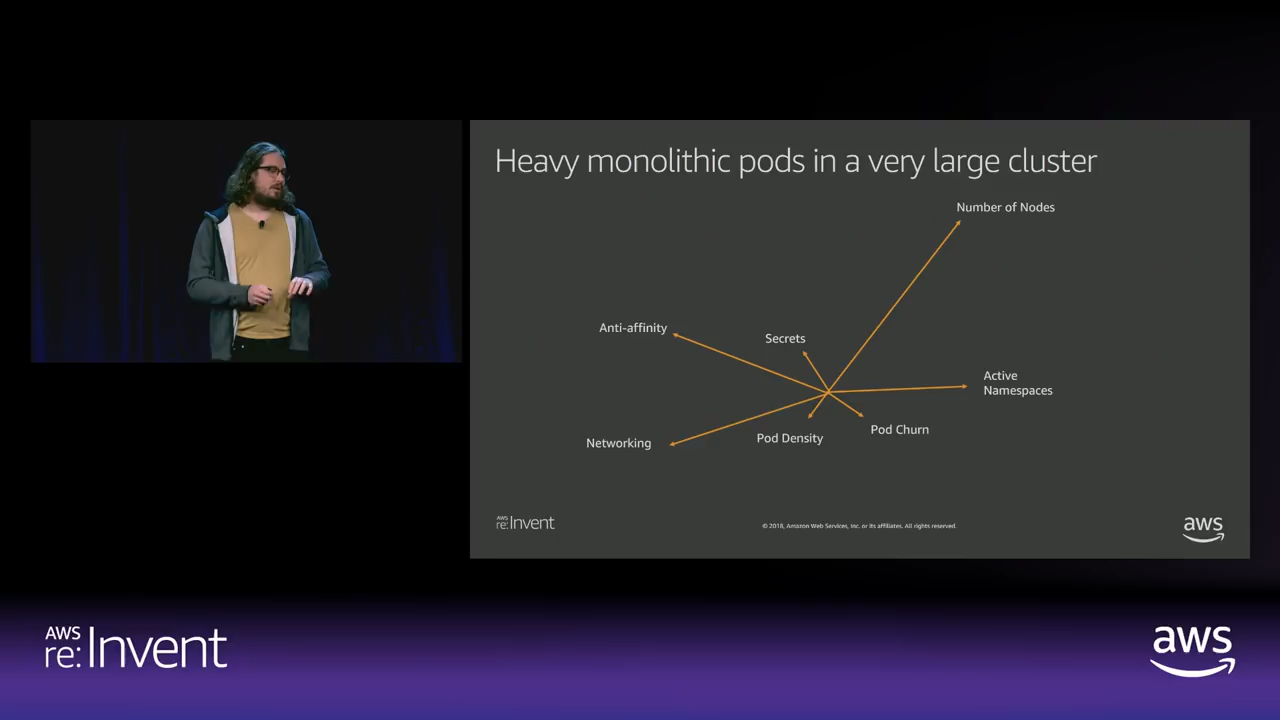 Heavy monolithic pods in a very large cluster
Number of Nodes
Anti-affinity
Secrets
Active
Namespaces
Pod Churn
Pod Density
Networking
AWS
re:Invent
© 2018, Amazon Web Services, Inc. or its affiliates. All rights reserved.
aws
AWS
re:Invent
aws